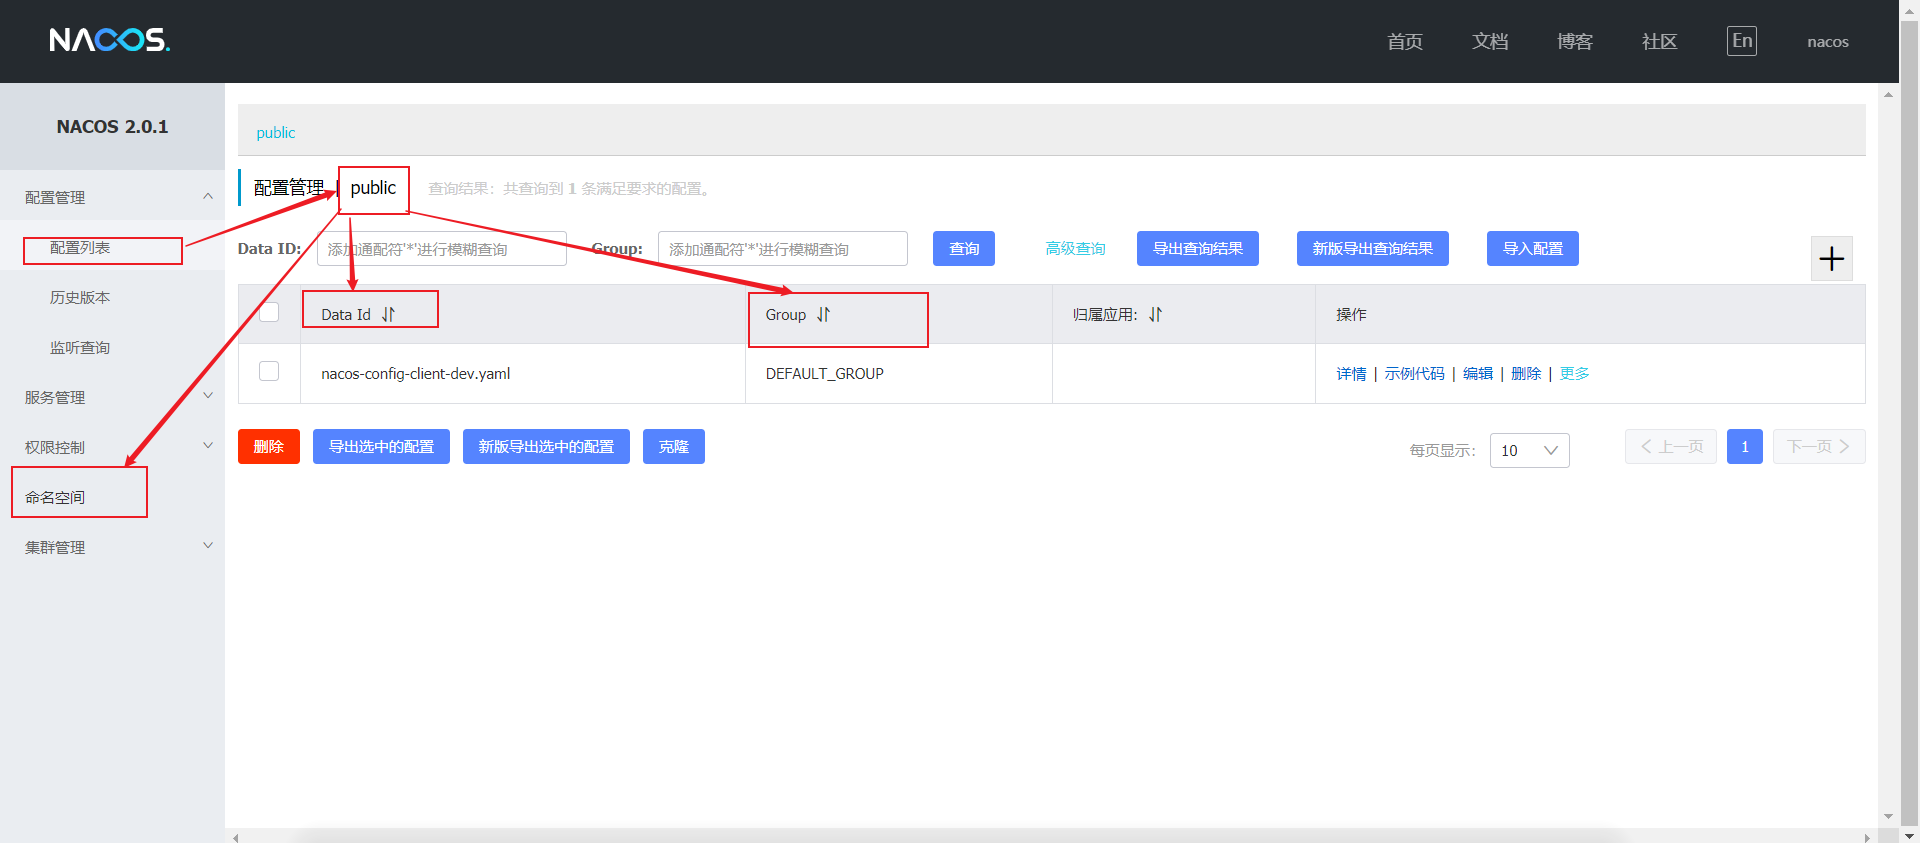 NACOS.
首页 文档 博客 社区 En nacos
NACOS 2.0.1
配置管理
配置列表
历史版本
监听查询
服务管理
权限控制
命名空间
集群管理
public
配置管理 | public 查询结果：共查询到 1 条满足要求的配置。
Data ID: 添加通配符'*'进行模糊查询 Group: 添加通配符'*'进行模糊查询 查询 高级查询 导出查询结果 新版导出查询结果 导入配置
Data Id Group 归属应用: 操作
nacos-config-client-dev.yaml DEFAULT_GROUP 详情 | 示例代码 | 编辑 | 删除 | 更多
删除 导出选中的配置 新版导出选中的配置 克隆 每页显示: 10 上一页 1 下一页